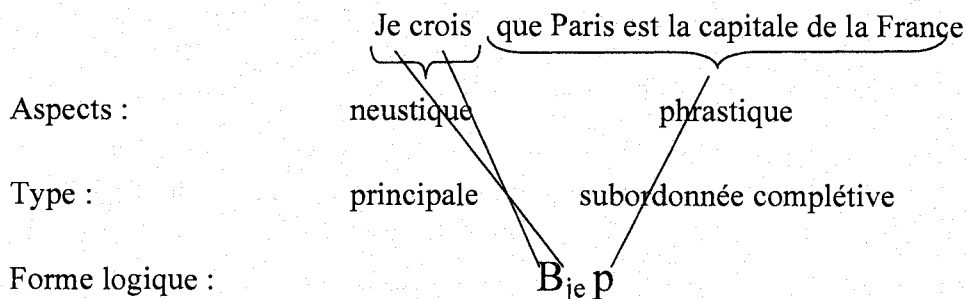 Je crois que Paris est la capitale de la France
Aspects : neustique phrastique
Type : principale subordonnée complétive
Forme logique : Bje p